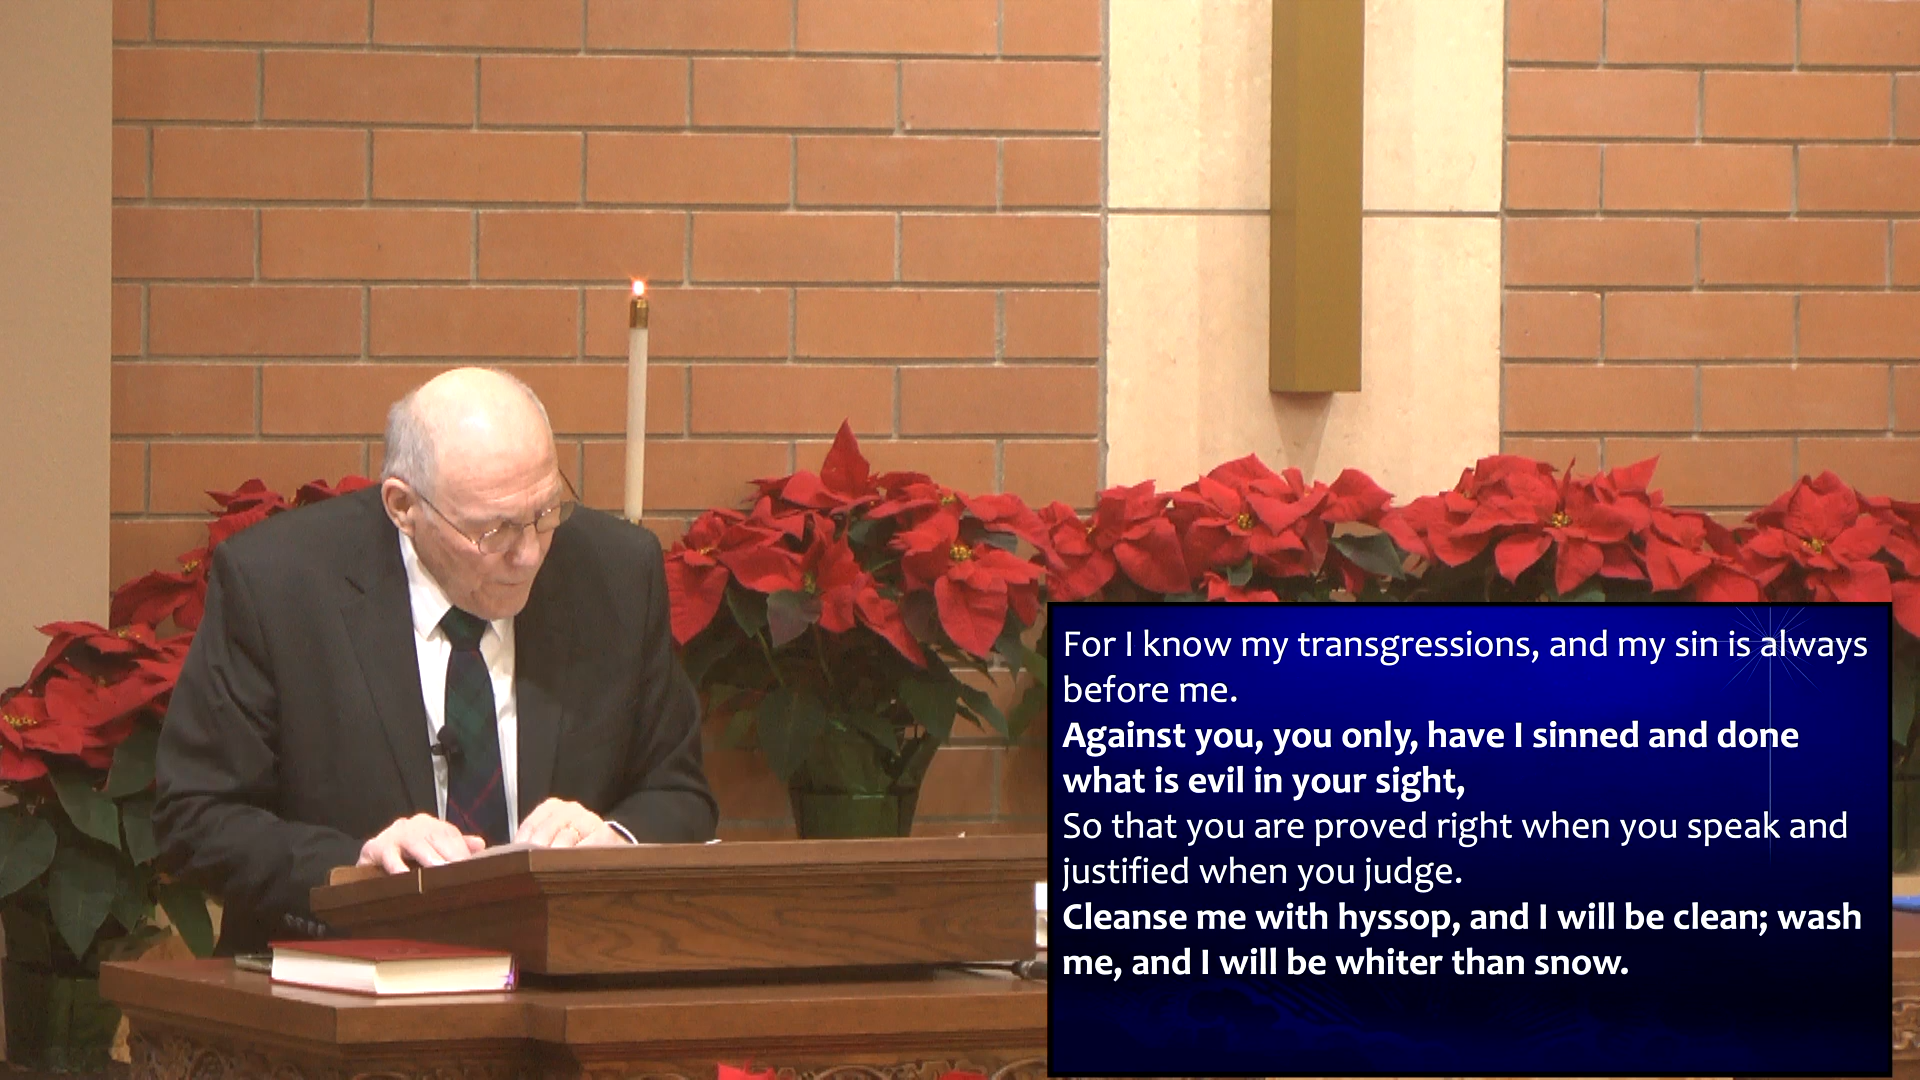 For I know my transgressions, and my sin is always
before me.
Against you, you only, have I sinned and done
what is evil in your sight,
So that you are proved right when you speak and
justified when you judge.
Cleanse me with hyssop, and I will be clean; wash
me, and I will be whiter than snow.